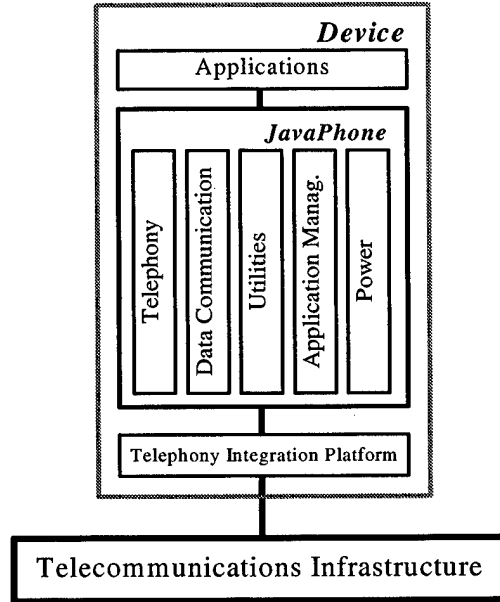 Device
Applications
JavaPhone
Telephony
Data Communication
Utilities
Application Manag.
Power
Telephony Integration Platform
Telecommunications Infrastructure